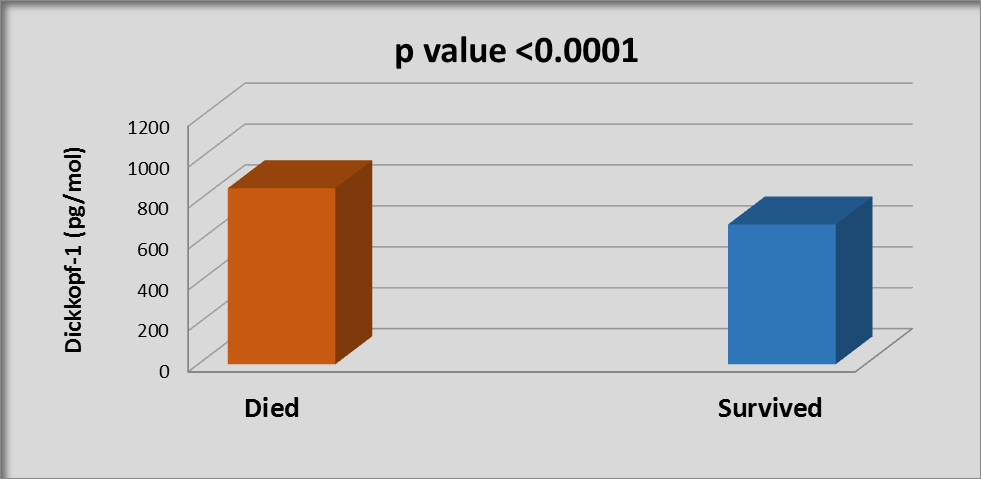 p value <0.0001
Dickkopf-1 (pg/mol)
1200
1000
800
600
400
200
0
Died
Survived